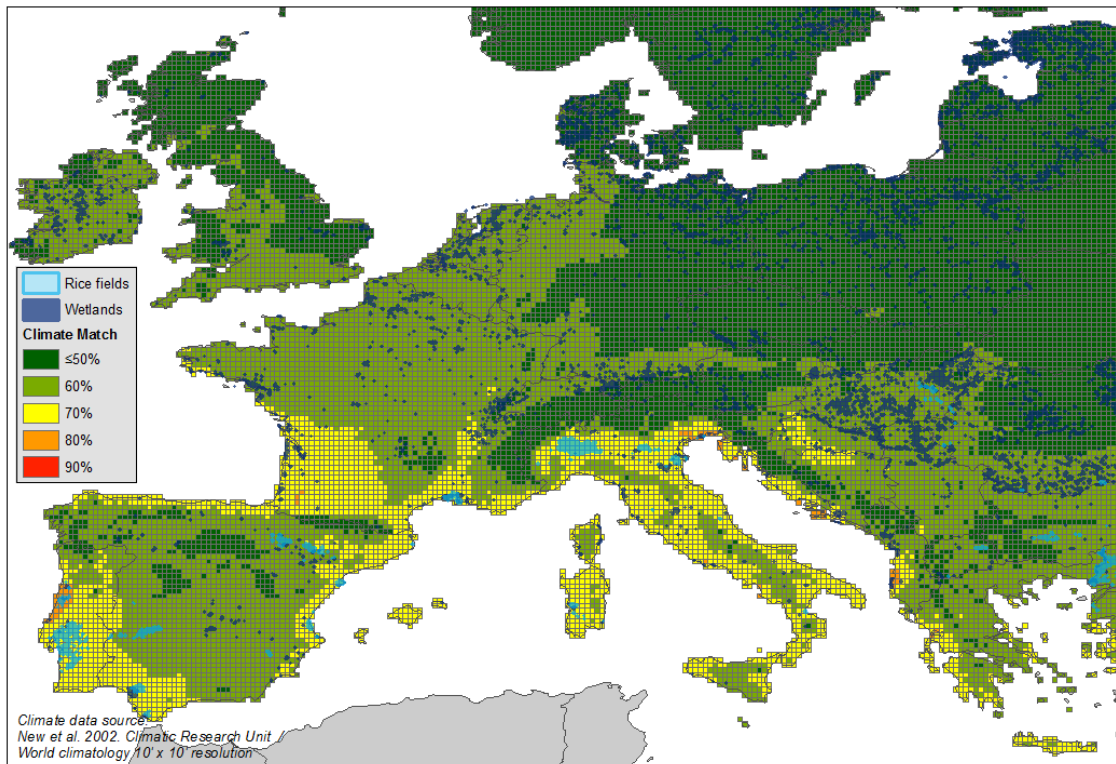 Rice fields
Wetlands
Climate Match
≤50%
60%
70%
80%
90%
Climate data source:
New et al. 2002. Climatic Research Unit
World climatology 10' x 10' resolution